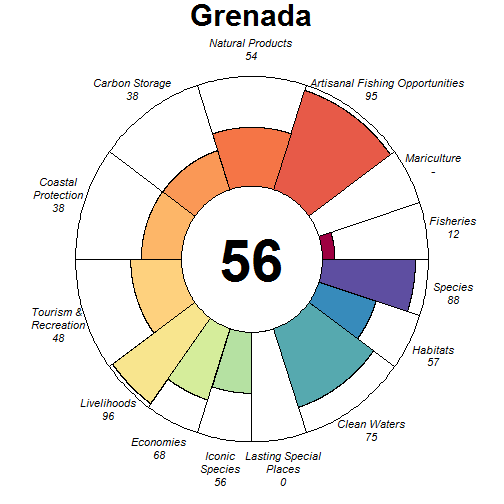 Grenada
Natural Products
54
Carbon Storage
38
Artisanal Fishing Opportunities
95
Mariculture
-
Coastal
Protection
38
Fisheries
12
56
Species
88
Tourism &
Recreation
48
Habitats
57
Livelihoods
96
Clean Waters
75
Economies
68
Iconic
Species
56
Lasting Special
Places
0